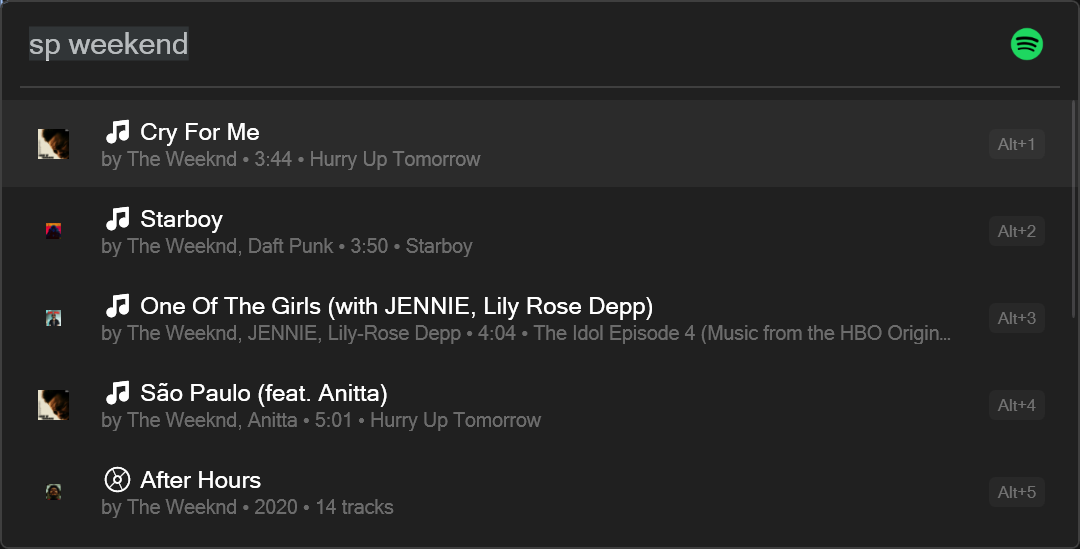 sp weekend
Cry For Me
by The Weeknd • 3:44 • Hurry Up Tomorrow
Alt+1
Starboy
by The Weeknd, Daft Punk • 3:50 • Starboy
Alt+2
One Of The Girls (with JENNIE, Lily Rose Depp)
by The Weeknd, JENNIE, Lily-Rose Depp • 4:04 • The Idol Episode 4 (Music from the HBO Origin...
Alt+3
São Paulo (feat. Anitta)
by The Weeknd, Anitta • 5:01 • Hurry Up Tomorrow
Alt+4
After Hours
by The Weeknd • 2020 • 14 tracks
Alt+5